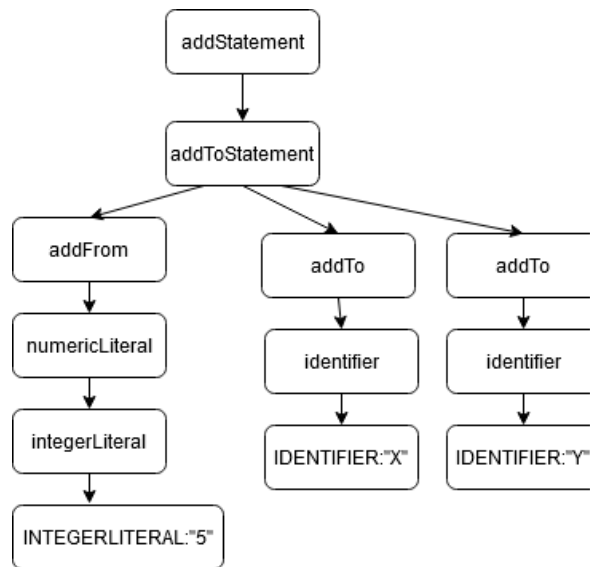 addStatement
addToStatement
addFrom
addTo
addTo
numericLiteral
identifier
identifier
integerLiteral
IDENTIFIER:"X"
IDENTIFIER:"Y"
INTEGERLITERAL:"5"